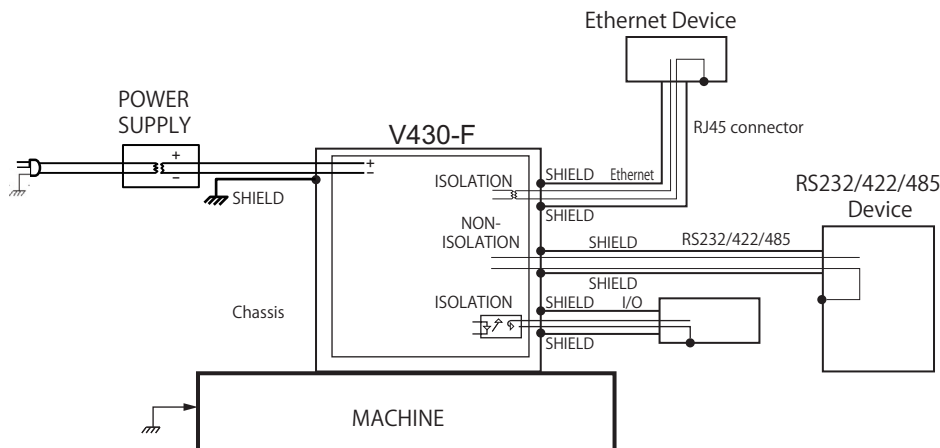 Ethernet Device
POWER
SUPPLY
+
−
V430-F
RJ45 connector
+
−
SHIELD
ISOLATION
SHIELD
Ethernet
SHIELD
RS232/422/485
Device
NON-
ISOLATION
SHIELD
RS232/422/485
SHIELD
Chassis
ISOLATION
SHIELD
I/O
SHIELD
MACHINE